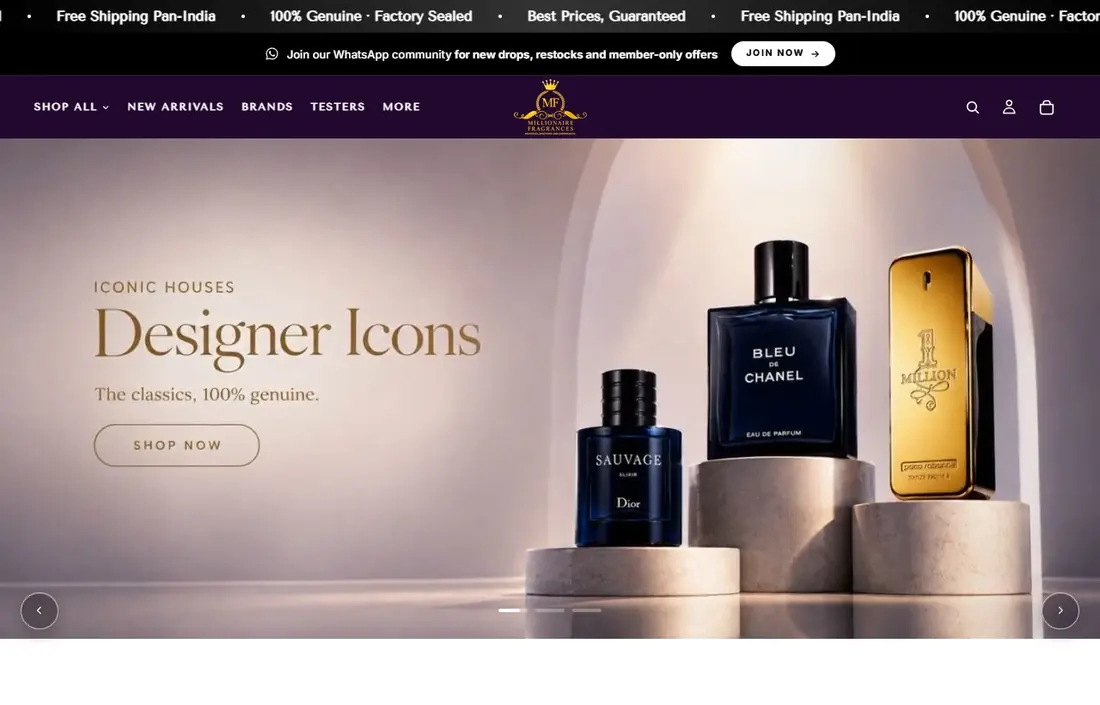 Free Shipping Pan-India • 100% Genuine · Factory Sealed • Best Prices, Guaranteed • Free Shipping Pan-India • 100% Genuine · Factor
Join our WhatsApp community for new drops, restocks and member-only offers JOIN NOW →
SHOP ALL NEW ARRIVALS BRANDS TESTERS MORE
MF
MILLIONAIRE
FRAGRANCES
ICONIC HOUSES
Designer Icons
The classics, 100% genuine.
SHOP NOW
SAUVAGE
ELIXIR
Dior
BLEU
DE
CHANEL
EAU DE PARFUM
1
MILLION
paco rabanne